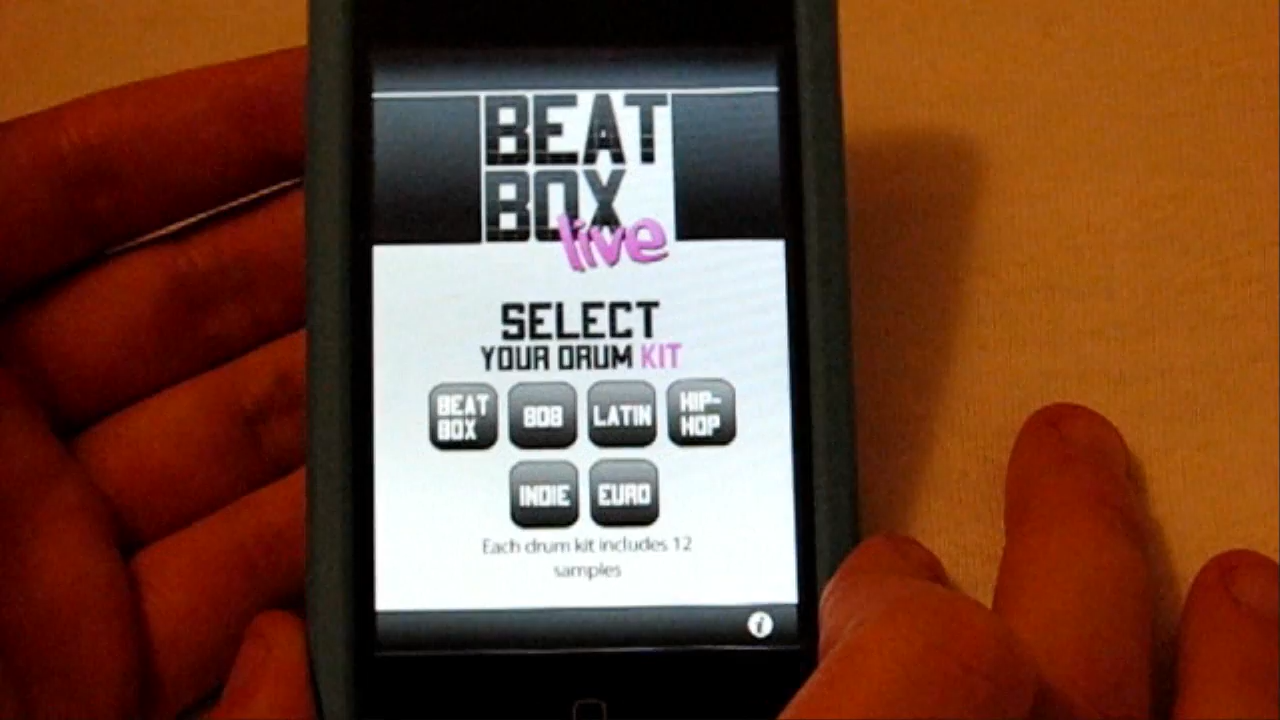 BEAT
BOX
live
SELECT
YOUR DRUM KIT
BEAT BOX
808
LATIN
HIP-HOP
INDIE
EURO
Each drum kit includes 12
samples
i